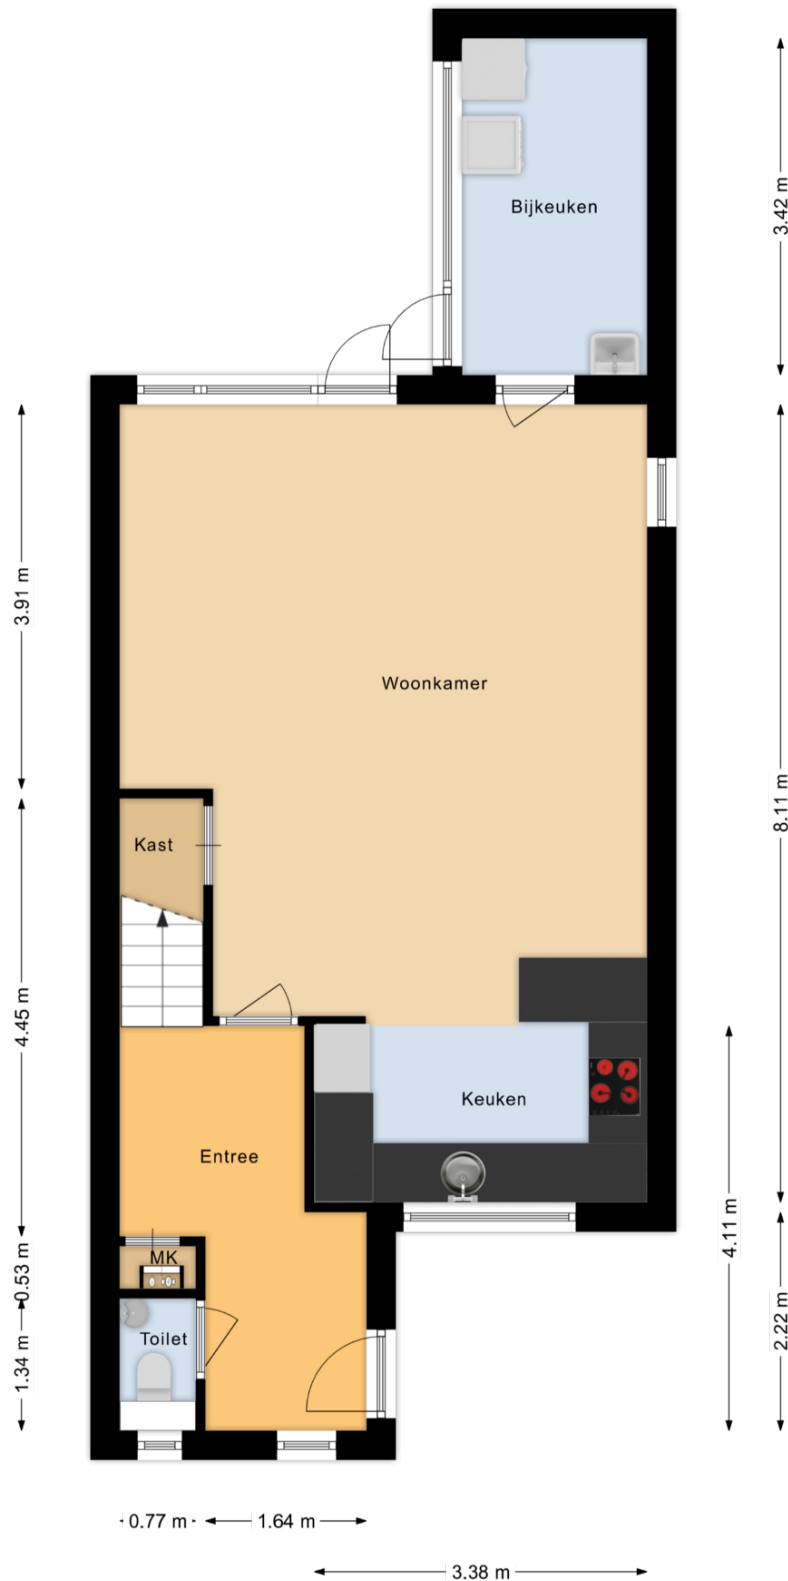 Bijkeuken
3.42 m
3.91 m
Woonkamer
8.11 m
Kast
4.45 m
Keuken
Entree
4.11 m
MK
0.53 m
Toilet
1.34 m
2.22 m
0.77 m
1.64 m
3.38 m